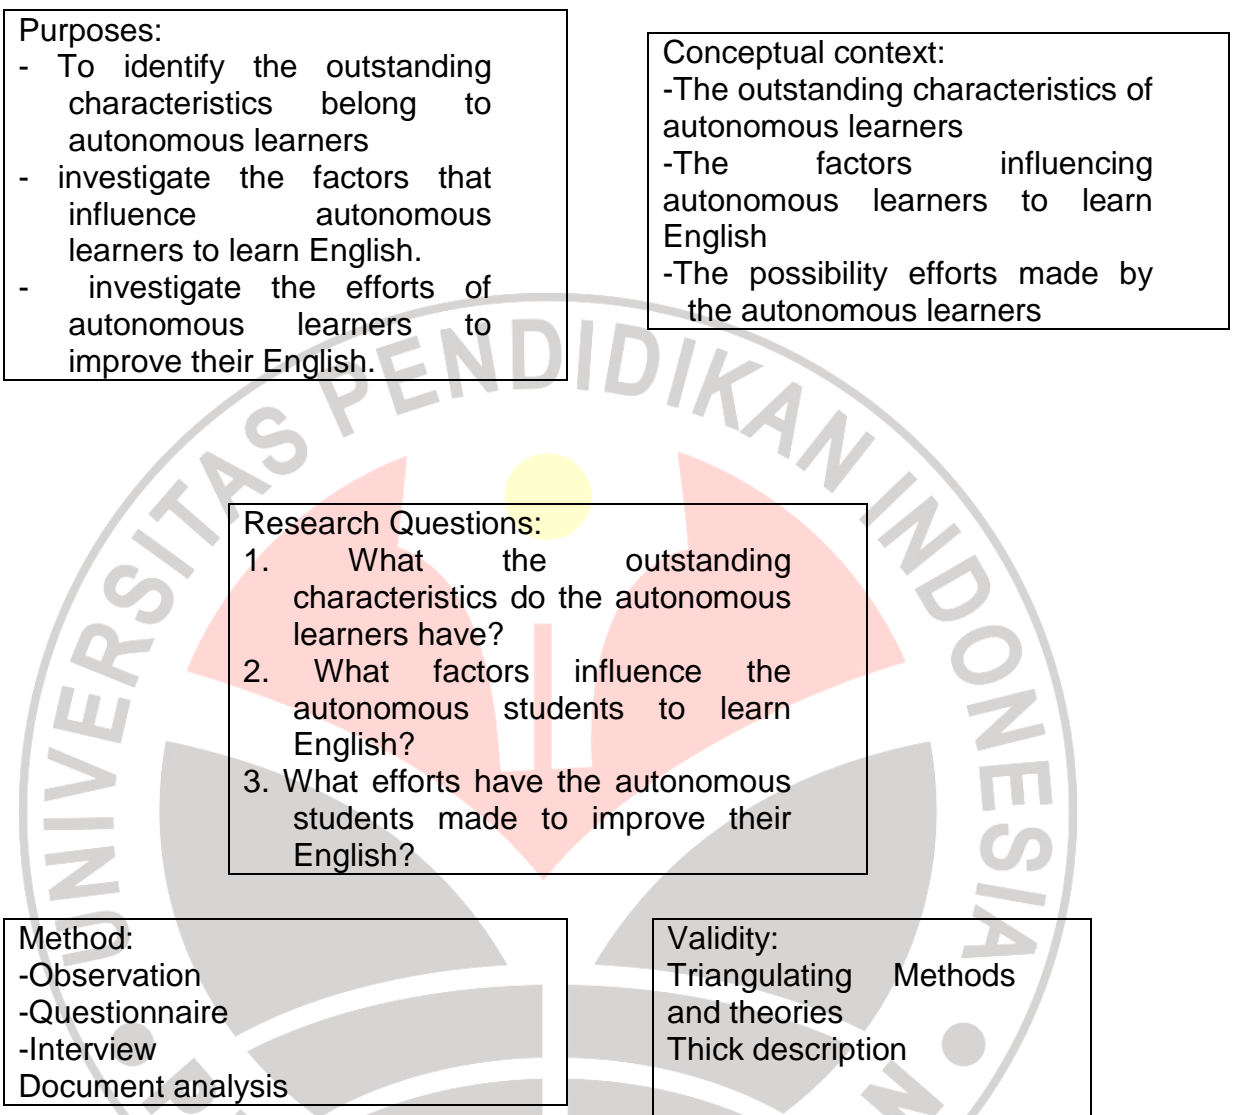 Purposes:
- To identify the outstanding
characteristics belong to
autonomous learners
- investigate the factors that
influence autonomous
learners to learn English.
- investigate the efforts of
autonomous learners to
improve their English.
Conceptual context:
-The outstanding characteristics of
autonomous learners
-The factors influencing
autonomous learners to learn
English
-The possibility efforts made by
the autonomous learners
UNIVERSITAS PENDIDIKAN INDONESIA
Research Questions:
1. What the outstanding
characteristics do the autonomous
learners have?
2. What factors influence the
autonomous students to learn
English?
3. What efforts have the autonomous
students made to improve their
English?
Method:
-Observation
-Questionnaire
-Interview
Document analysis
Validity:
Triangulating Methods
and theories
Thick description